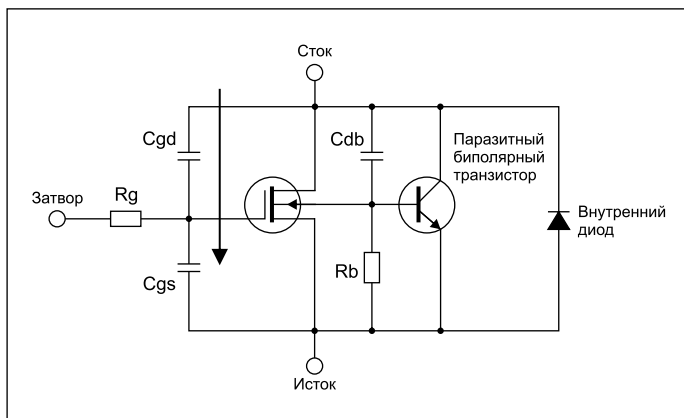 Сток
Cgd
Cdb
Паразитный
биполярный
транзистор
Затвор
Rg
Внутренний
диод
Cgs
Rb
Исток